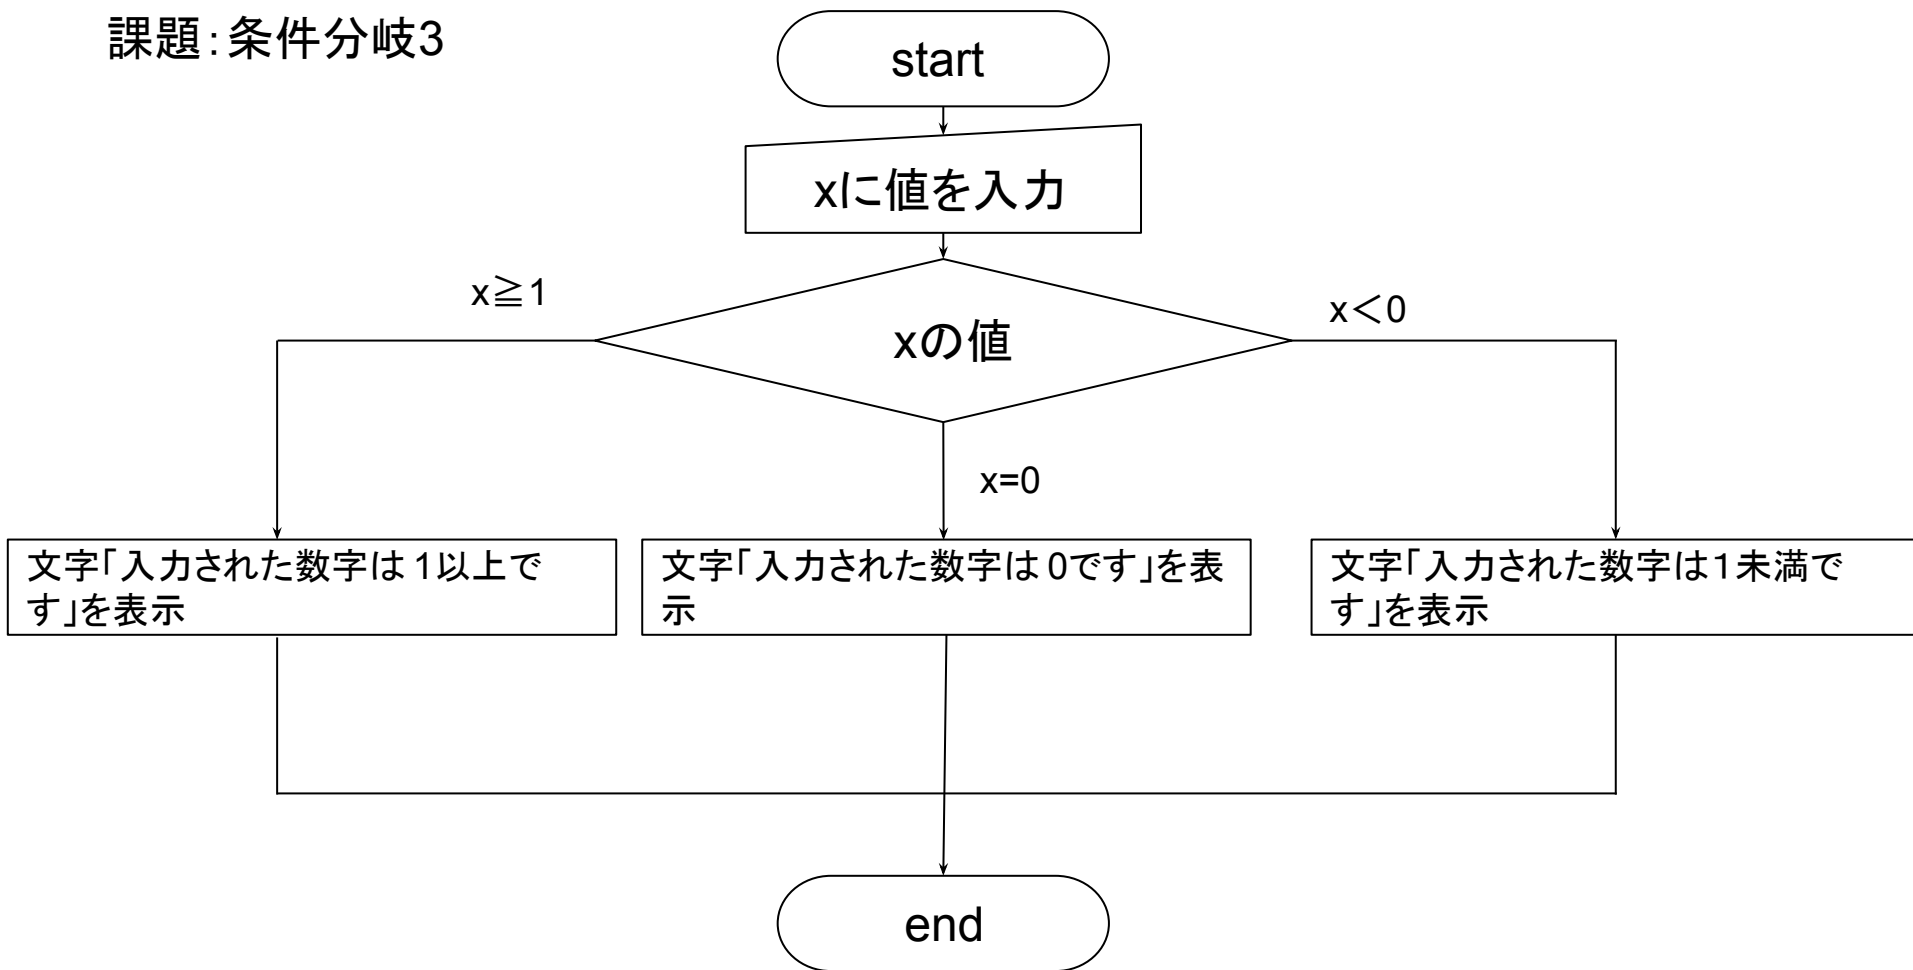 課題：条件分岐3
start
xに値を入力
x≧1
xの値
x＜0
x=0
文字「入力された数字は1以上で
す」を表示
文字「入力された数字は0です」を表
示
文字「入力された数字は１未満で
す」を表示
end